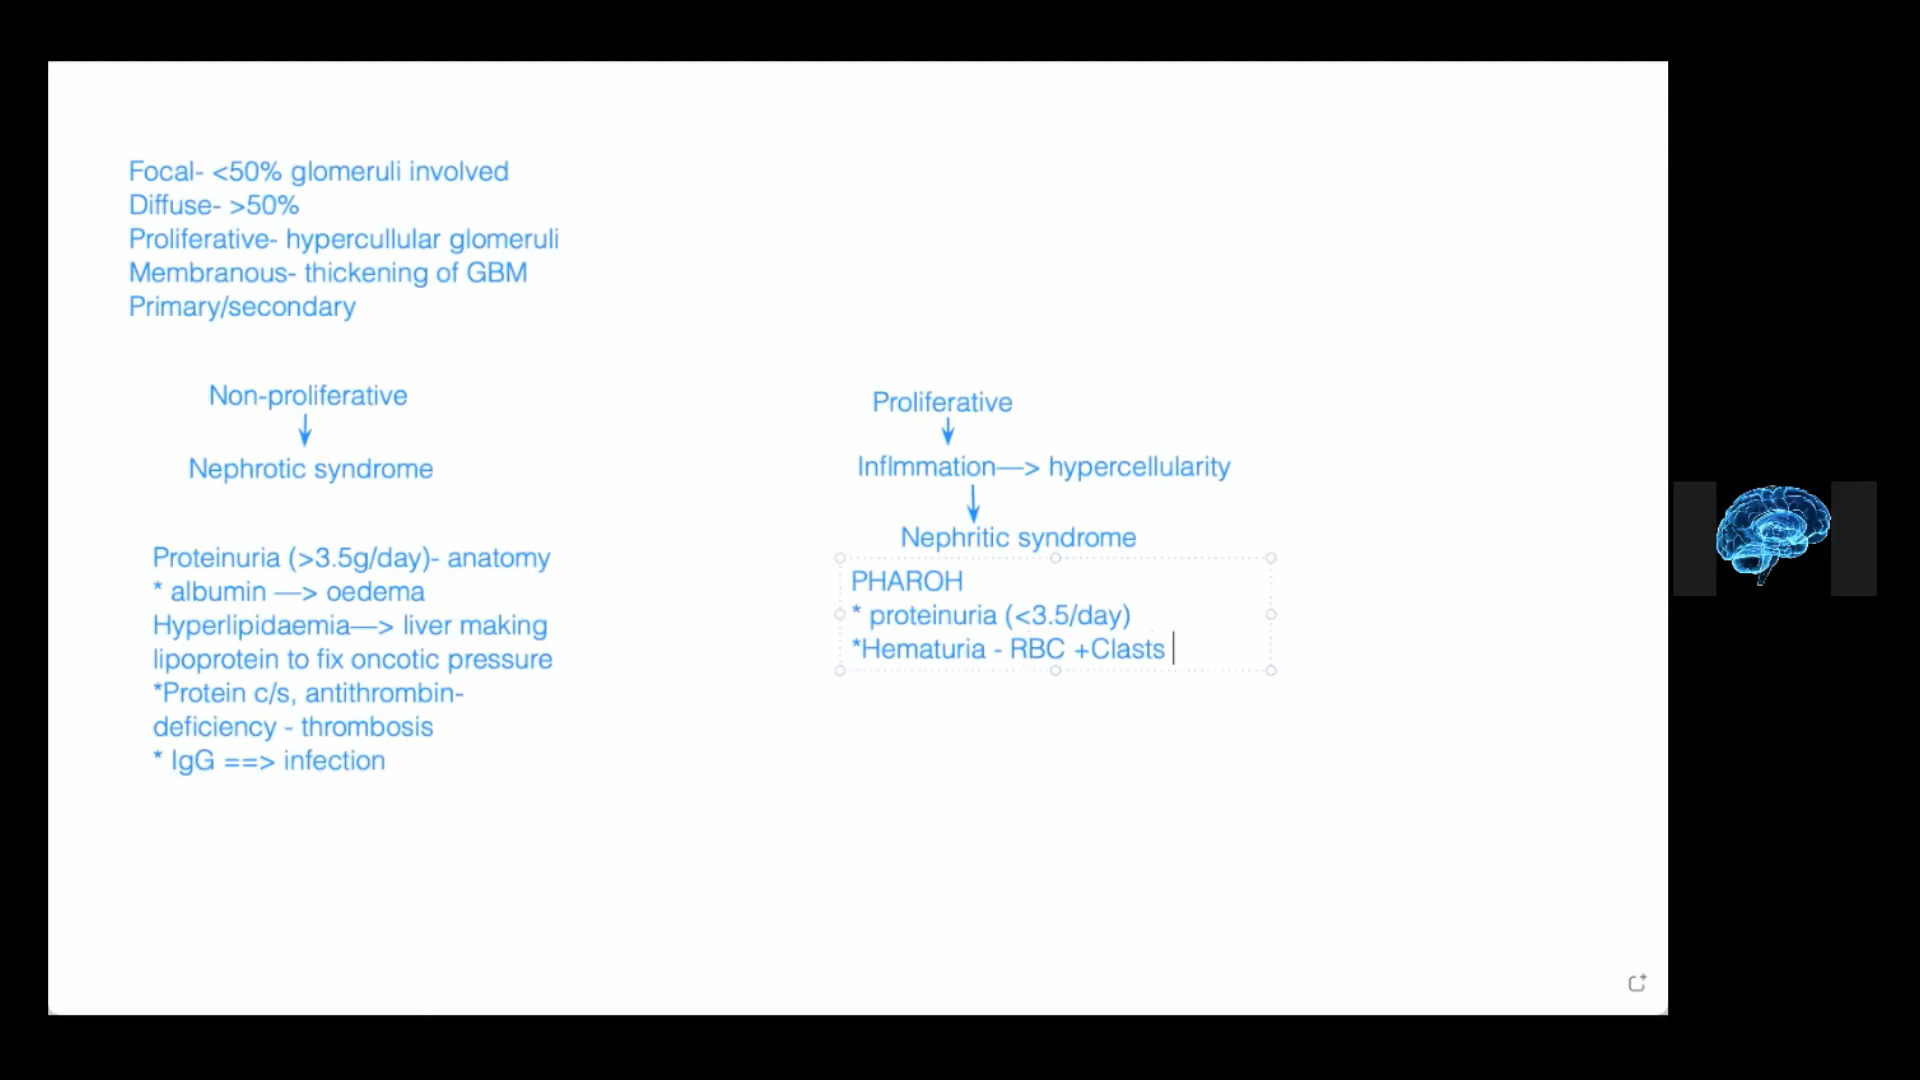 Focal- <50% glomeruli involved
Diffuse- >50%
Proliferative- hypercullular glomeruli
Membranous- thickening of GBM
Primary/secondary
Non-proliferative
Nephrotic syndrome
Proteinuria (>3.5g/day)- anatomy
* albumin —> oedema
Hyperlipidaemia—> liver making
lipoprotein to fix oncotic pressure
*Protein c/s, antithrombin-
deficiency - thrombosis
* IgG ==> infection
Proliferative
Inflmmation—> hypercellularity
Nephritic syndrome
PHAROH
* proteinuria (<3.5/day)
*Hematuria - RBC +Clasts